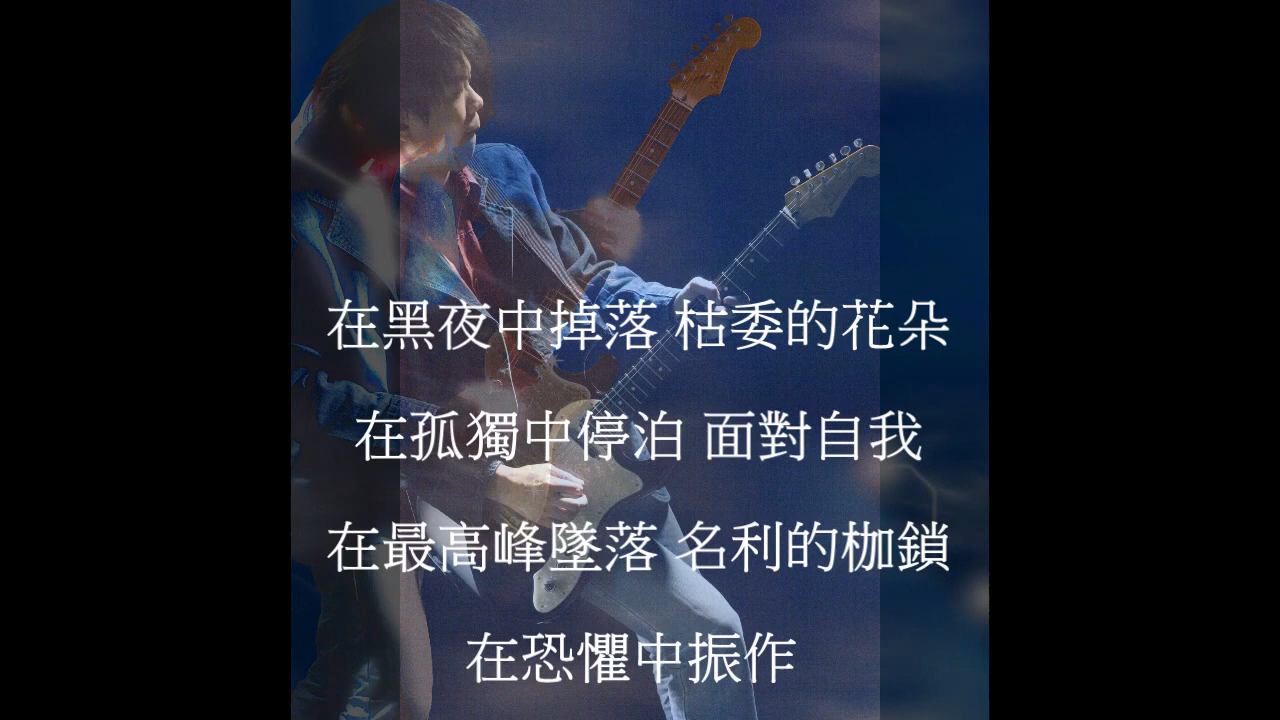 在黑夜中掉落 枯委的花朵
在孤獨中停泊 面對自我
在最高峰墜落 名利的枷鎖
在恐懼中振作